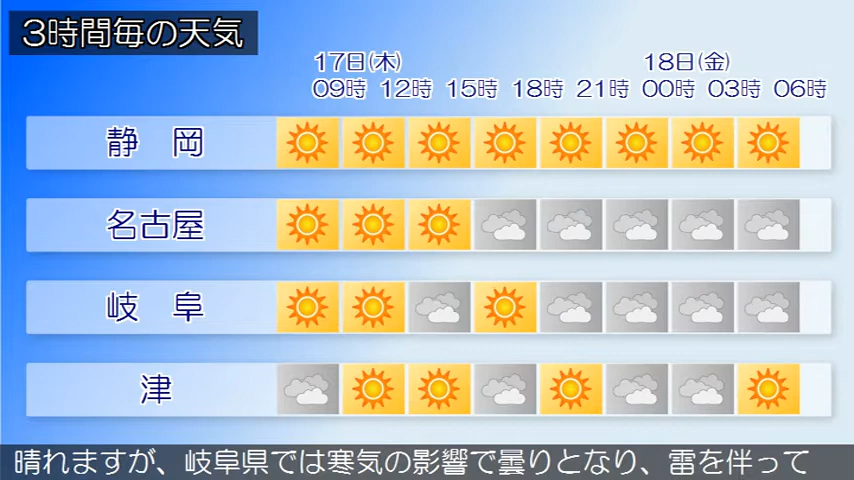 3時間毎の天気
17日(木) 18日(金)
09時 12時 15時 18時 21時 00時 03時 06時
静 岡
名古屋
岐 阜
津
晴れますが、岐阜県では寒気の影響で曇りとなり、雷を伴って